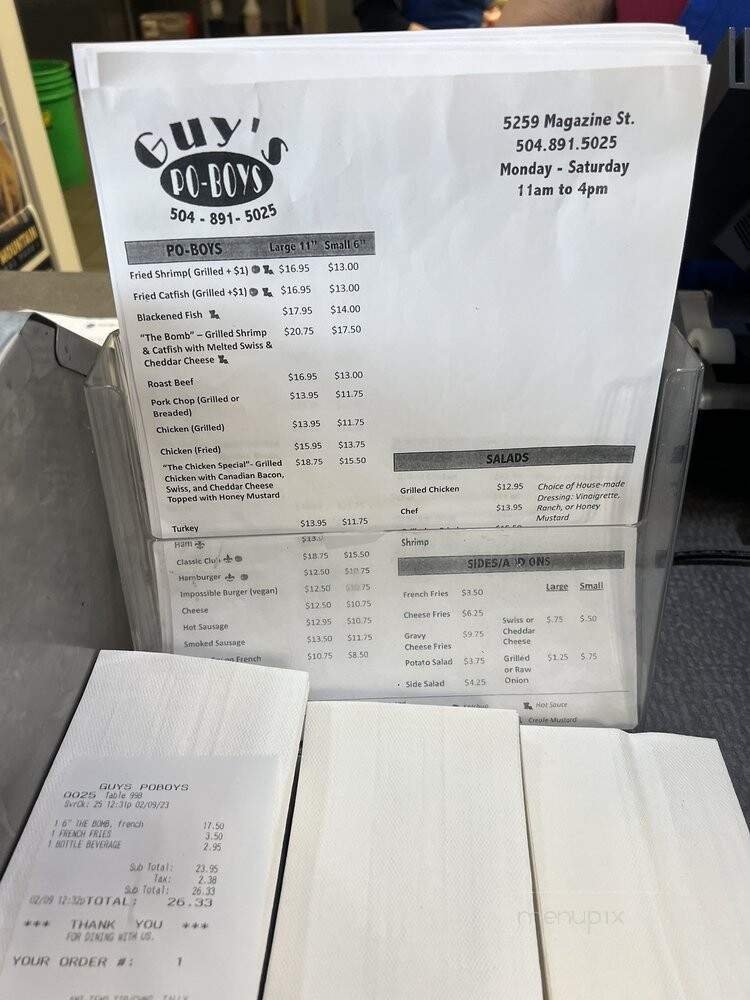 GUY'S
PO-BOYS
504 - 891- 5025
5259 Magazine St.
504.891.5025
Monday - Saturday
11am to 4pm
PO-BOYS Large 11" Small 6"
Fried Shrimp( Grilled + $1) $16.95 $13.00
Fried Catfish (Grilled +$1) $16.95 $13.00
Blackened Fish $17.95 $14.00
"The Bomb" – Grilled Shrimp $20.75 $17.50
& Catfish with Melted Swiss &
Cheddar Cheese
Roast Beef $16.95 $13.00
Pork Chop (Grilled or $13.95 $11.75
Breaded)
Chicken (Grilled) $13.95 $11.75
Chicken (Fried) $15.95 $13.75
"The Chicken Special"- Grilled $18.75 $15.50
Chicken with Canadian Bacon,
Swiss, and Cheddar Cheese
Topped with Honey Mustard
Turkey $13.95 $11.75
Ham
Classic Club $18.75 $15.50
Hamburger $12.50 $10.75
Impossible Burger (vegan) $12.50
Cheese $12.50 $10.75
Hot Sausage $12.95 $10.75
Smoked Sausage $13.50 $11.75
French $10.75 $8.50
SALADS
Grilled Chicken $12.95 Choice of House-made
Dressing: Vinaigrette,
Chef $13.95 Ranch, or Honey
Mustard
Shrimp
SIDES/ADD ONS
Large Small
French Fries $3.50
Cheese Fries $6.25
Swiss or $.75 $.50
Cheddar
Cheese
Gravy $9.75
Cheese Fries
Potato Salad $3.75
Grilled $1.25 $.75
or Raw
Onion
Side Salad $4.25
Hot Sauce
Creole Mustard
GUYS POBOYS
0025 Table 998
SvrCk: 25 12:31p 02/09/23
1 6" THE BOMB, french 17.50
1 FRENCH FRIES 3.50
1 BOTTLE BEVERAGE 2.95
Sub Total: 23.95
Tax: 2.38
Sub Total: 26.33
02/09 12:32p TOTAL: 26.33
*** THANK YOU ***
FOR DINING WITH US.
YOUR ORDER #: 1
menupix